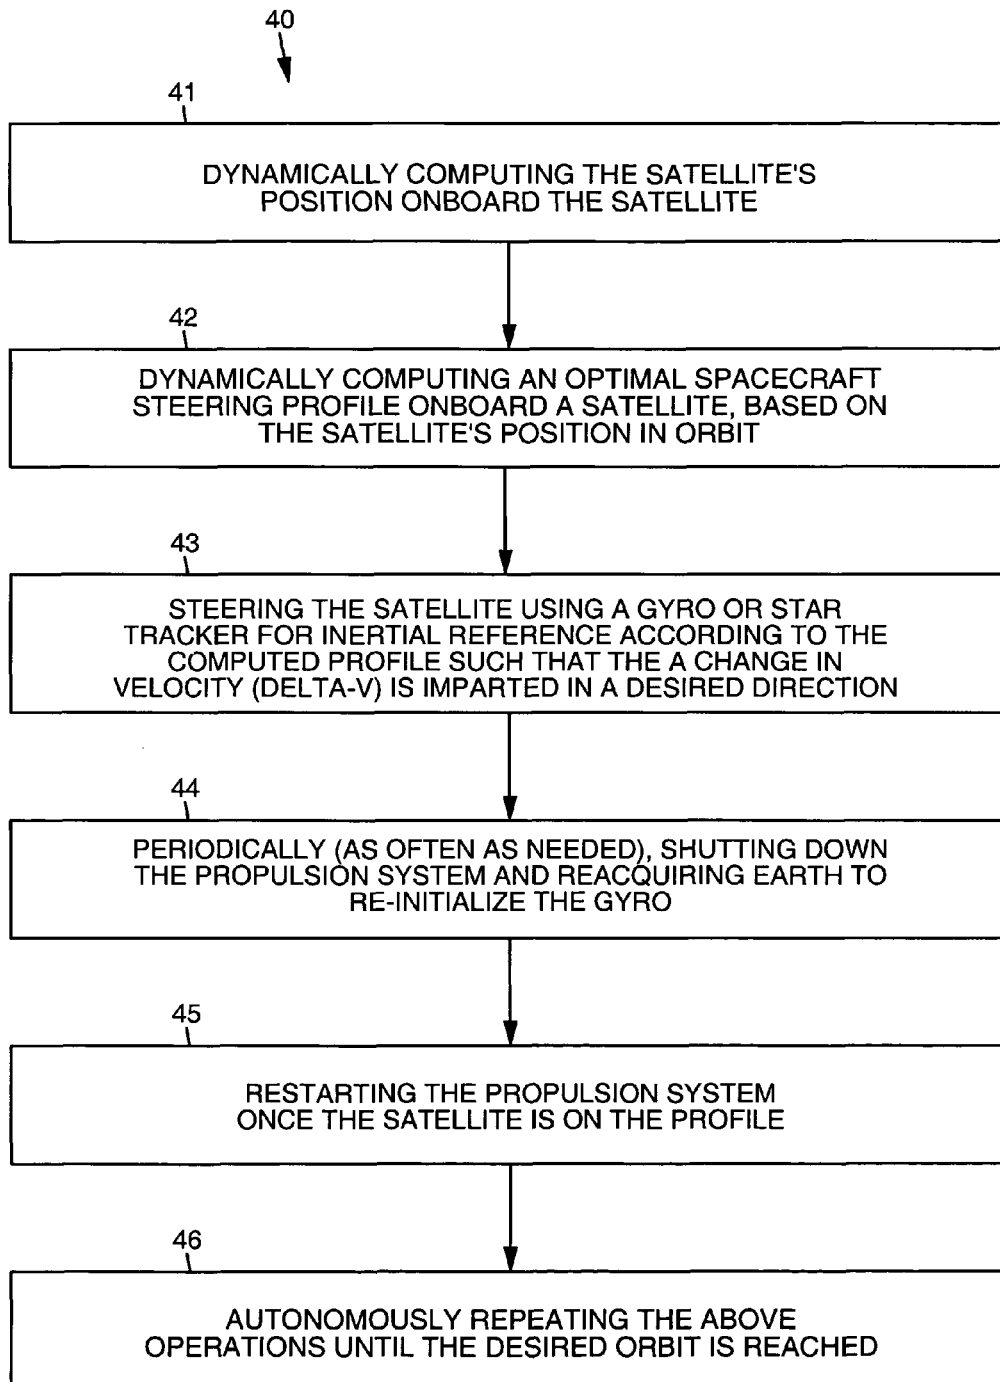 40
41
DYNAMICALLY COMPUTING THE SATELLITE'S
POSITION ONBOARD THE SATELLITE
42
DYNAMICALLY COMPUTING AN OPTIMAL SPACECRAFT
STEERING PROFILE ONBOARD A SATELLITE, BASED ON
THE SATELLITE'S POSITION IN ORBIT
43
STEERING THE SATELLITE USING A GYRO OR STAR
TRACKER FOR INERTIAL REFERENCE ACCORDING TO THE
COMPUTED PROFILE SUCH THAT THE A CHANGE IN
VELOCITY (DELTA-V) IS IMPARTED IN A DESIRED DIRECTION
44
PERIODICALLY (AS OFTEN AS NEEDED), SHUTTING DOWN
THE PROPULSION SYSTEM AND REACQUIRING EARTH TO
RE-INITIALIZE THE GYRO
45
RESTARTING THE PROPULSION SYSTEM
ONCE THE SATELLITE IS ON THE PROFILE
46
AUTONOMOUSLY REPEATING THE ABOVE
OPERATIONS UNTIL THE DESIRED ORBIT IS REACHED